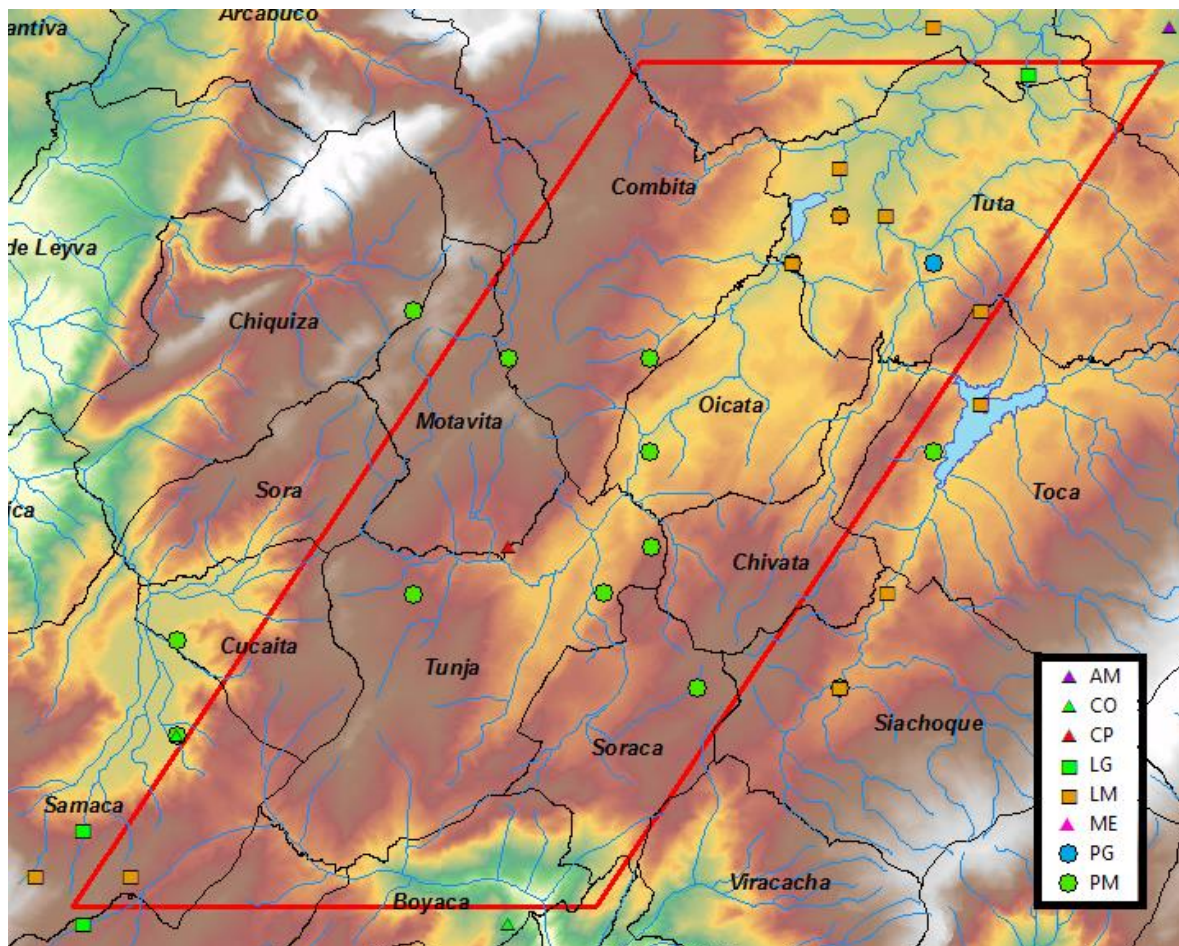 Arcabuco
antiva
Combita
Tuta
de Leyva
Chiquiza
Oicata
Motavita
Sora
Toca
ica
Chivata
Cucaita
Tunja
Siachoque
Soraca
Samaca
Viracacha
Boyaca
AM
CO
CP
LG
LM
ME
PG
PM